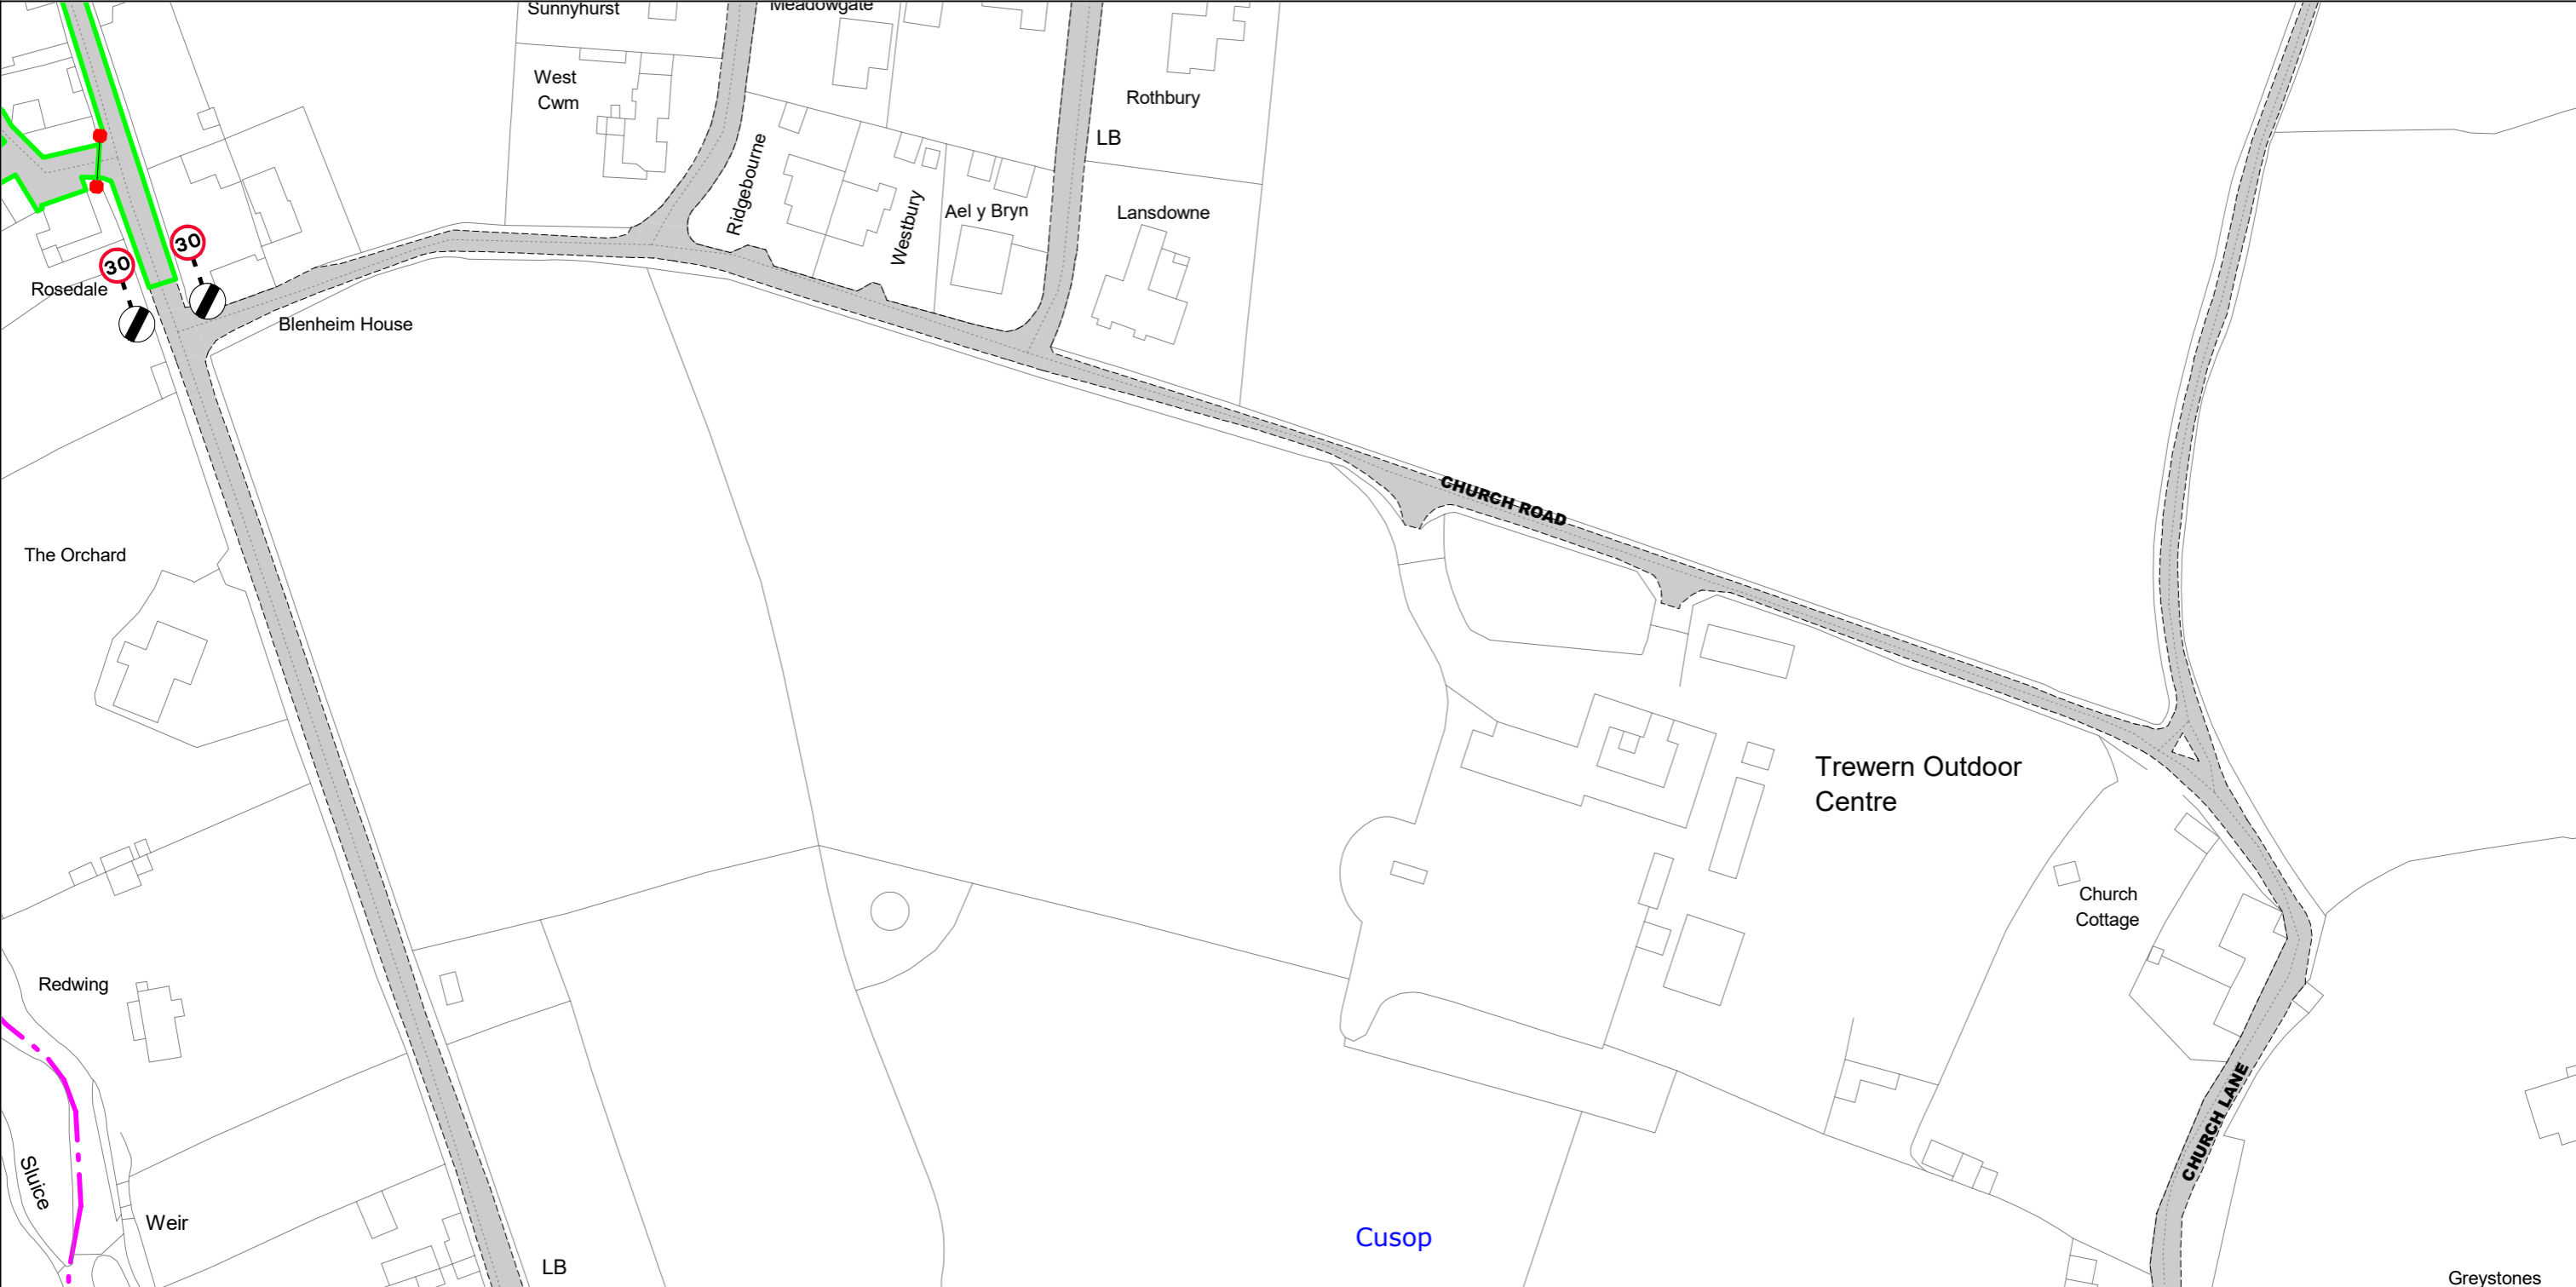 Sunnyhurst
Meadowgate
West
Cwm
Rothbury
LB
Ridgebourne
Westbury
Ael y Bryn
Lansdowne
30
30
Rosedale
Blenheim House
CHURCH ROAD
The Orchard
Trewern Outdoor
Centre
Church
Cottage
Redwing
CHURCH LANE
Sluice
Weir
Cusop
LB
Greystones